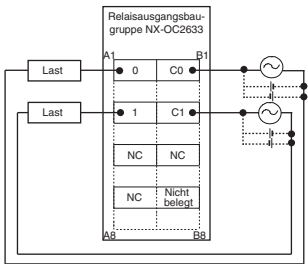 Relaisausgangsbau-
gruppe NX-OC2633
A1 B1
Last 0 C0
Last 1 C1
NC NC
NC Nicht
belegt
A8 B8